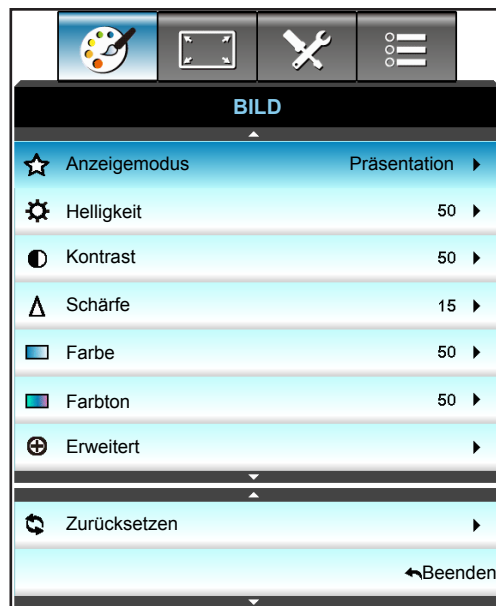 BILD
Anzeigemodus Präsentation
Helligkeit 50
Kontrast 50
Schärfe 15
Farbe 50
Farbton 50
Erweitert
Zurücksetzen
Beenden